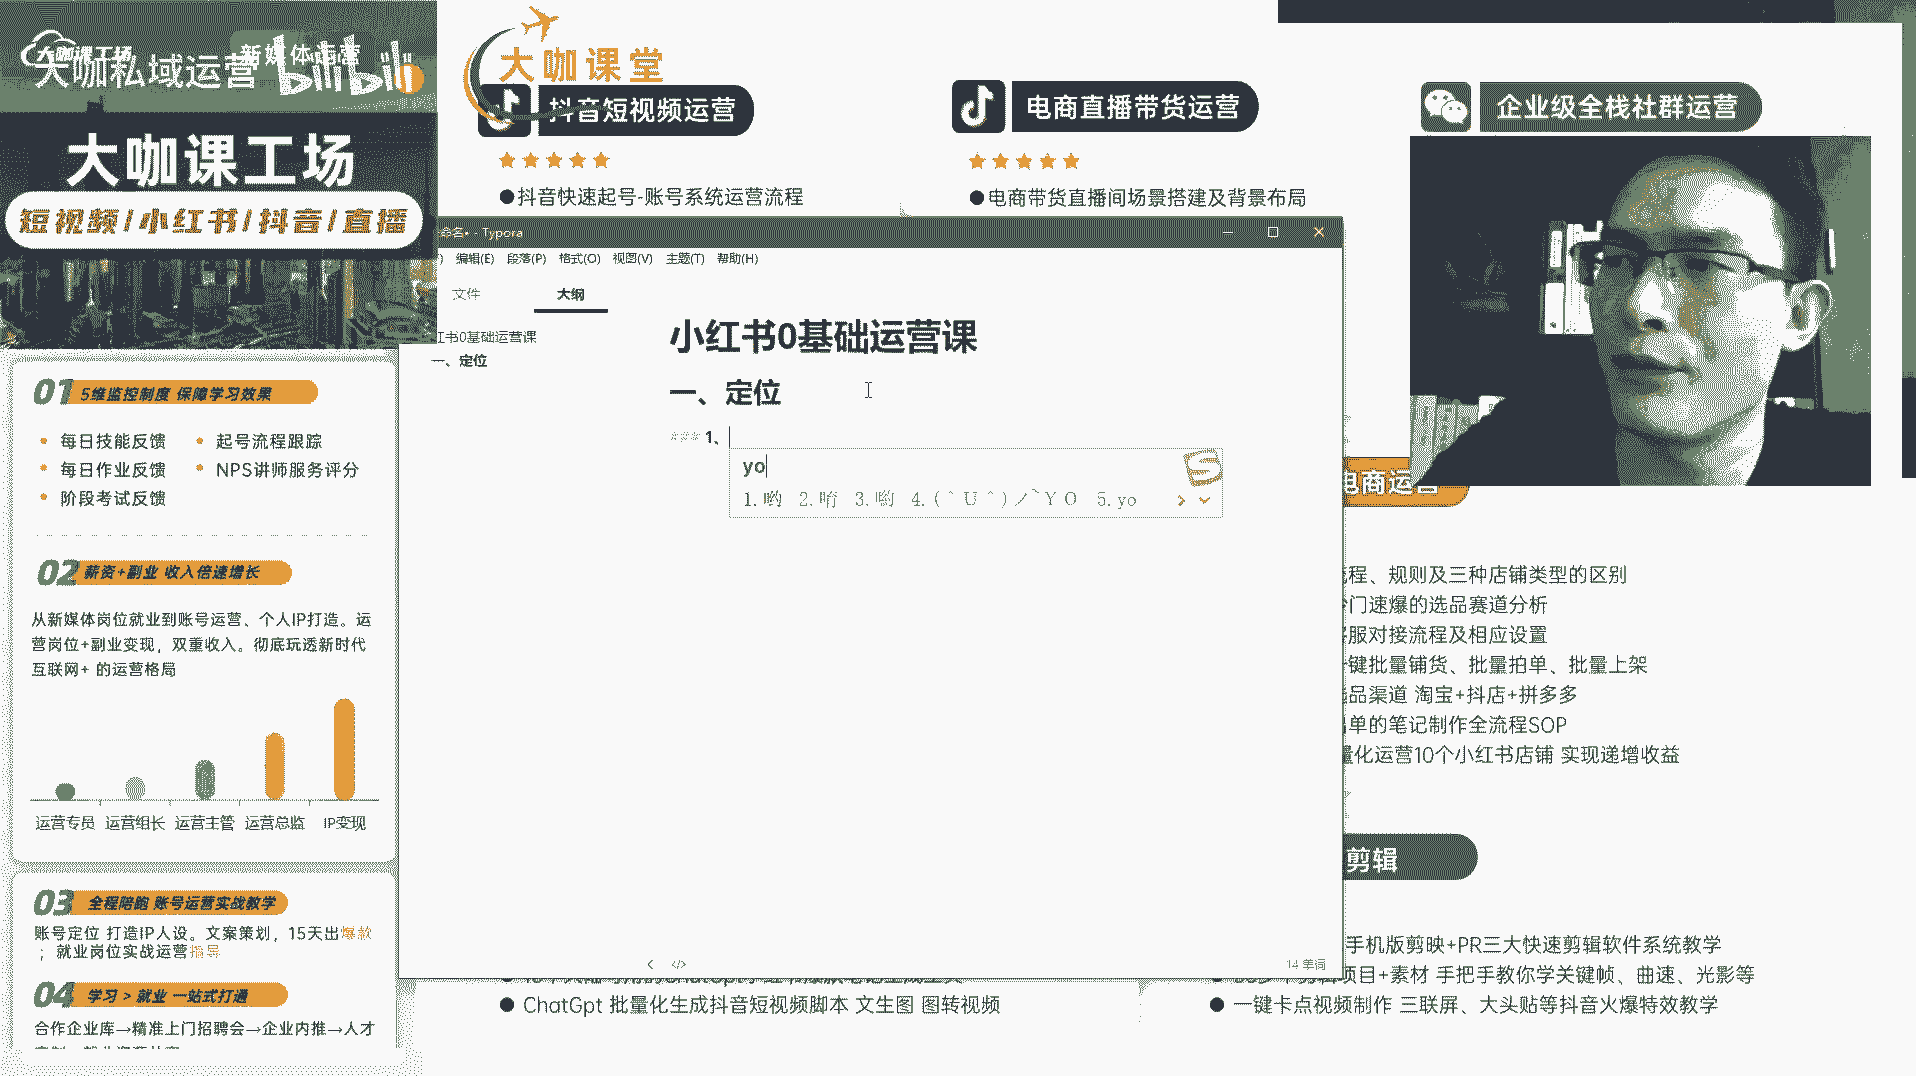 大咖课工场
大咖私域运营
新媒体运营
bilibili
大咖课工场
短视频/小红书/抖音/直播
01 5维监控制度 保障学习效果
每日技能反馈
起号流程跟踪
每日作业反馈
NPS讲师服务评分
阶段考试反馈
02 薪资+副业 收入倍速增长
从新媒体岗位就业到账号运营、个人IP打造。运
营岗位+副业变现，双重收入。彻底玩透新时代
互联网+ 的运营格局
运营专员 运营组长 运营主管 运营总监 IP变现
03 全程陪跑 账号运营实战教学
账号定位 打造IP人设。文案策划，15天出爆款
；就业岗位实战运营指导
04 学习 > 就业 一站式打通
合作企业库→精准上门招聘会→企业内推→人才
大咖课堂
抖音短视频运营
●抖音快速起号-账号系统运营流程
电商直播带货运营
●电商带货直播间场景搭建及背景布局
企业级全栈社群运营
命名• - Typora
) 编辑(E) 段落(P) 格式(O) 视图(V) 主题(T) 帮助(H)
文件
大纲
红书0基础运营课
一、定位
小红书0基础运营课
一、定位
### 1、
yo
1.哟 2.唷 3.喲 4.(＾U＾)ノ~YO 5.yo
14 单词
电商运营
流程、规则及三种店铺类型的区别
门速爆的选品赛道分析
客服对接流程及相应设置
键批量铺货、批量拍单、批量上架
选品渠道 淘宝+抖店+拼多多
出单的笔记制作全流程SOP
量化运营10个小红书店铺 实现递增收益
剪辑
手机版剪映+PR三大快速剪辑软件系统教学
项目+素材 手把手教你学关键帧、曲速、光影等
● 一键卡点视频制作 三联屏、大头贴等抖音火爆特效教学
● ChatGpt 批量化生成抖音短视频脚本 文生图 图转视频